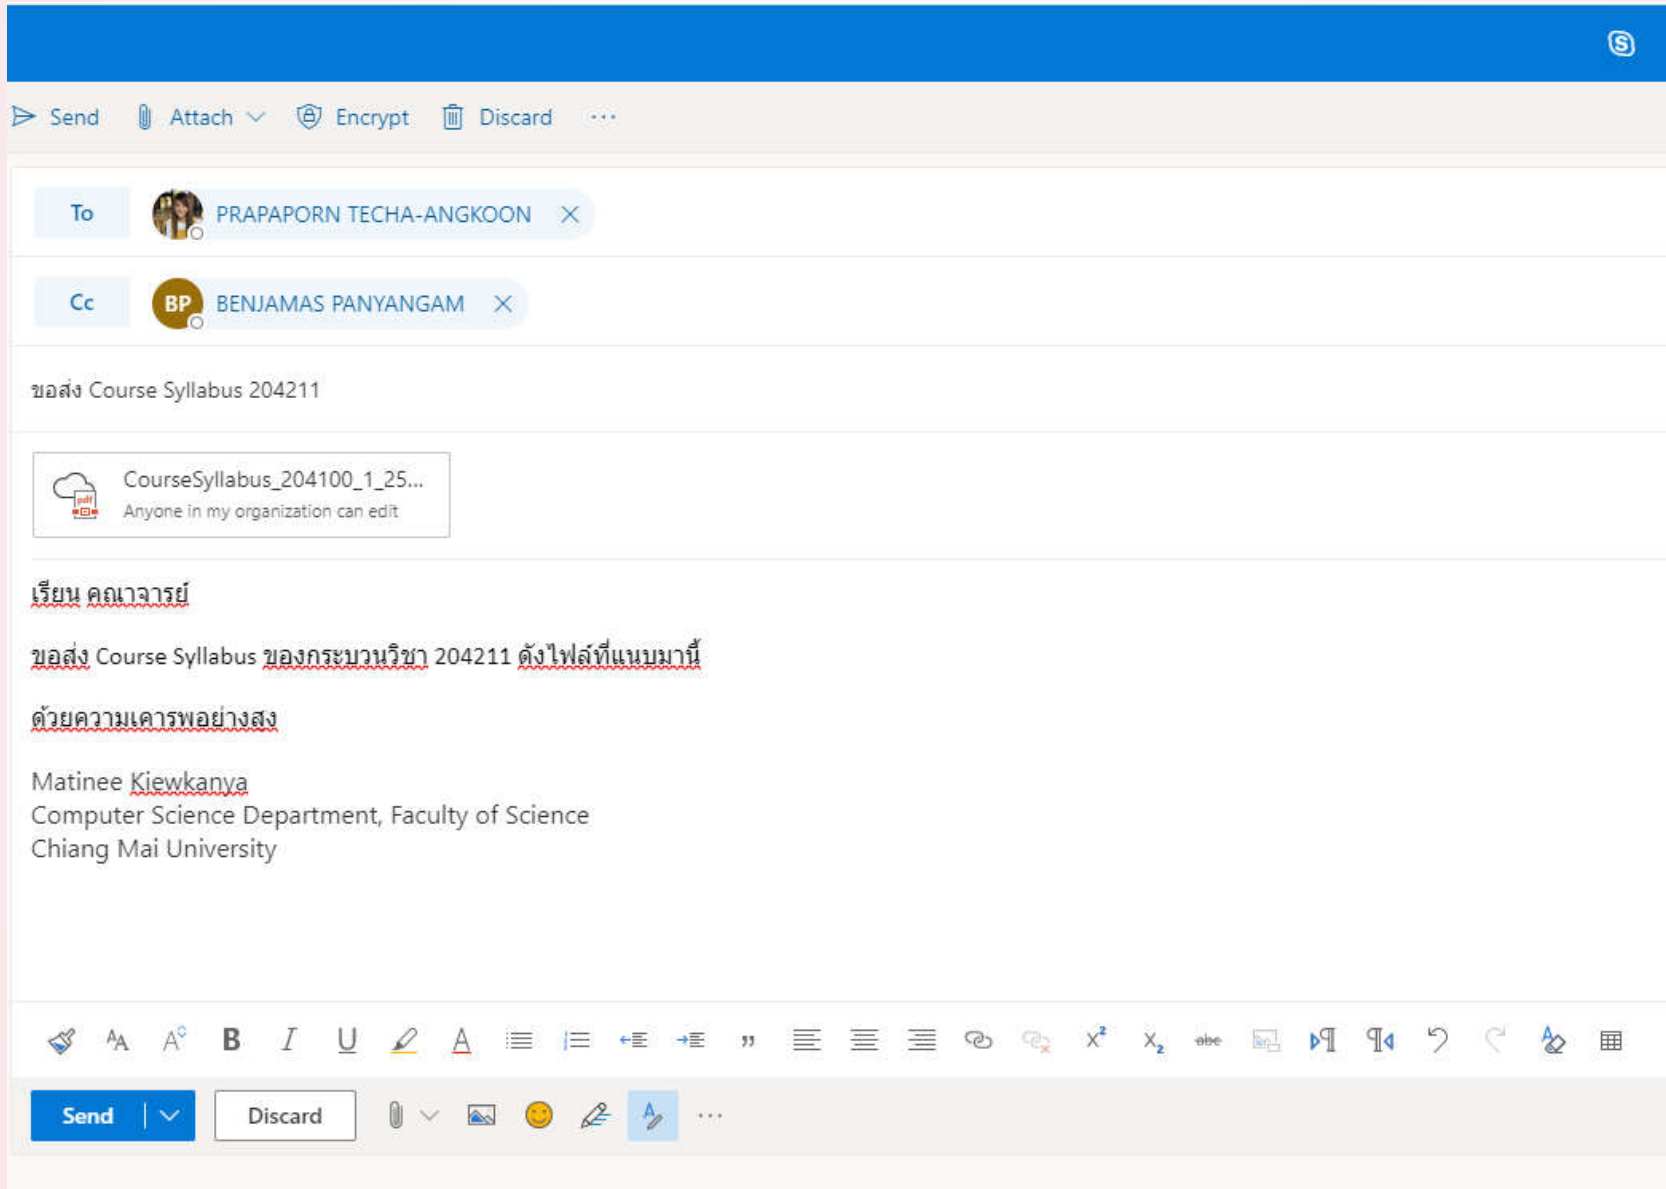 Send Attach Encrypt Discard ...
To PRAPAPORN TECHA-ANGKOON
Cc BP BENJAMAS PANYANGAM
ขอส่ง Course Syllabus 204211
CourseSyllabus_204100_1_25...
pdf
Anyone in my organization can edit
เรียน คณาจารย์
ขอส่ง Course Syllabus ของกระบวนวิชา 204211 ดังไฟล์ที่แนบมานี้
ด้วยความเคารพอย่างสูง
Matinee Kiewkanya
Computer Science Department, Faculty of Science
Chiang Mai University
Send Discard ...